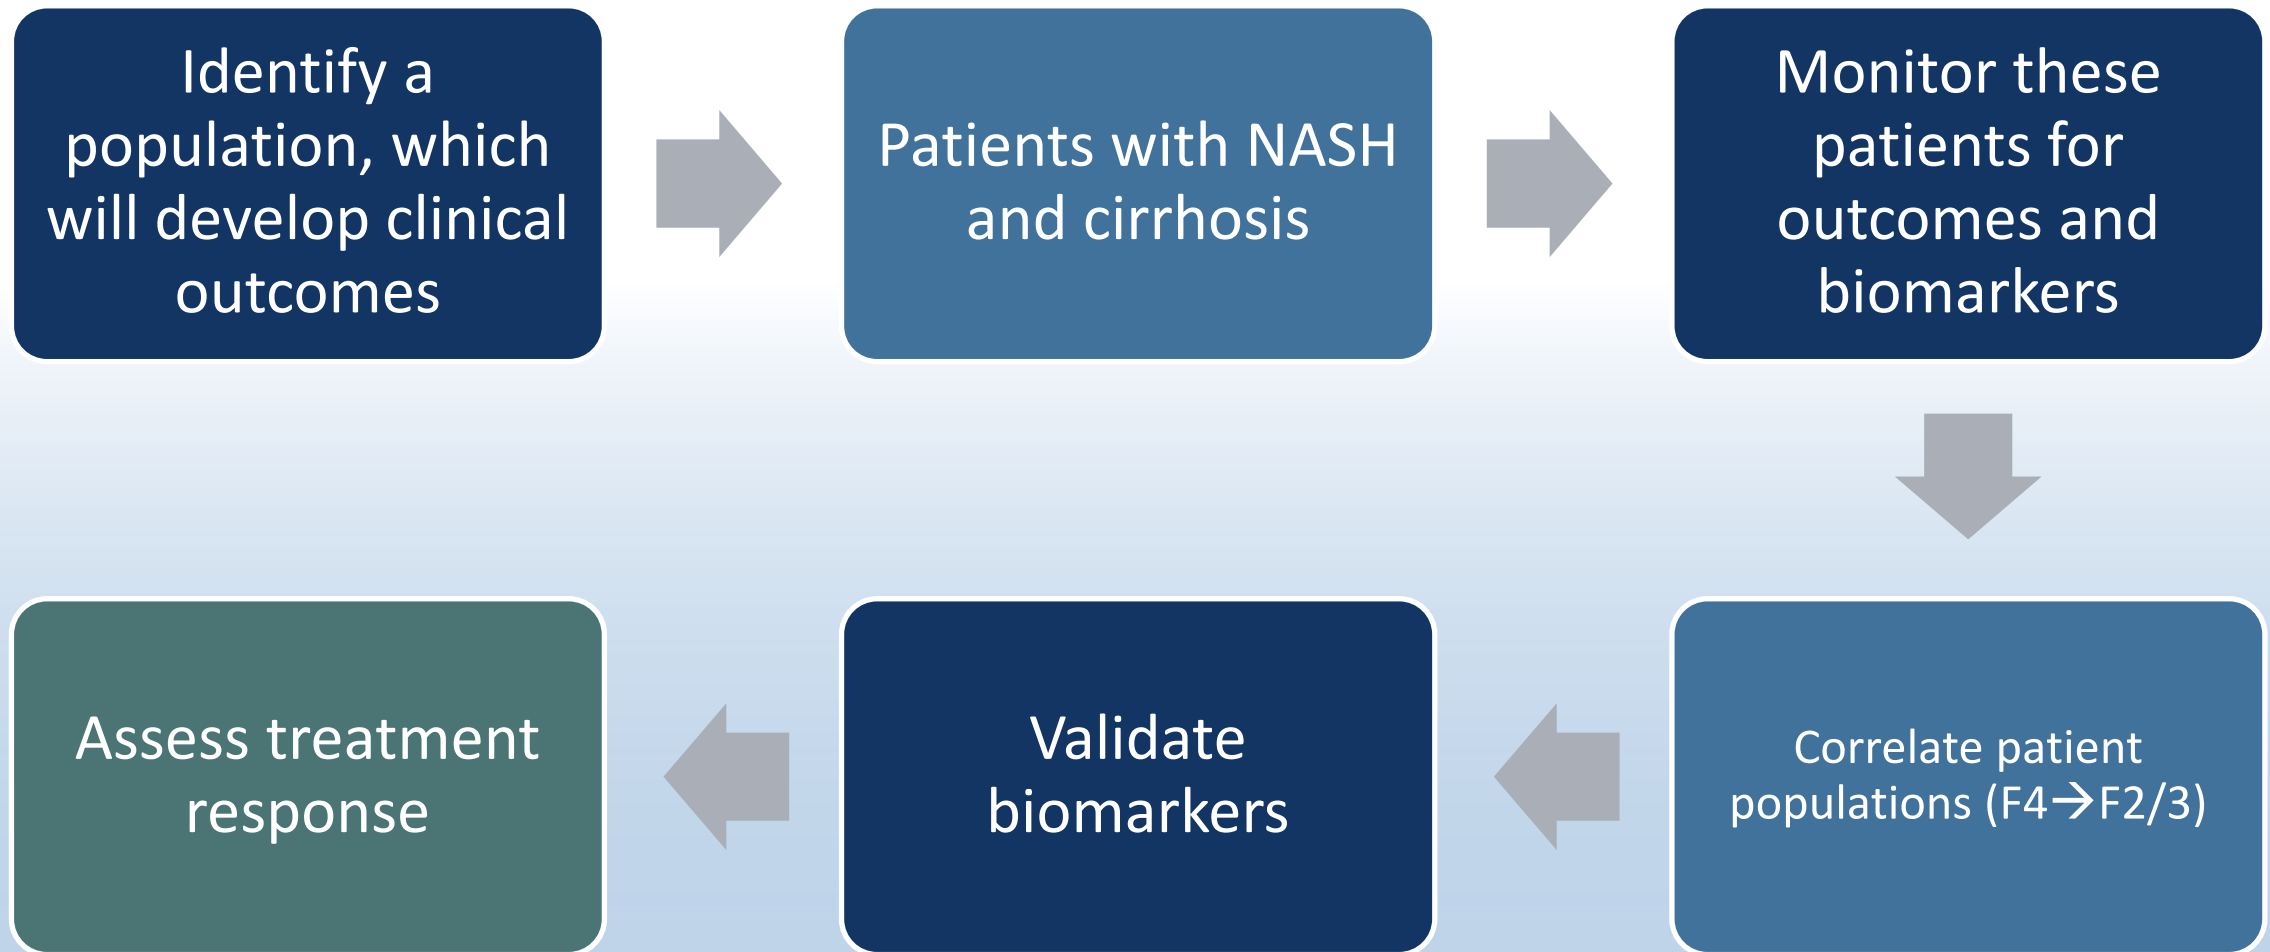 Identify a
population, which
will develop clinical
outcomes
Patients with NASH
and cirrhosis
Monitor these
patients for
outcomes and
biomarkers
Correlate patient
populations (F4→F2/3)
Validate
biomarkers
Assess treatment
response